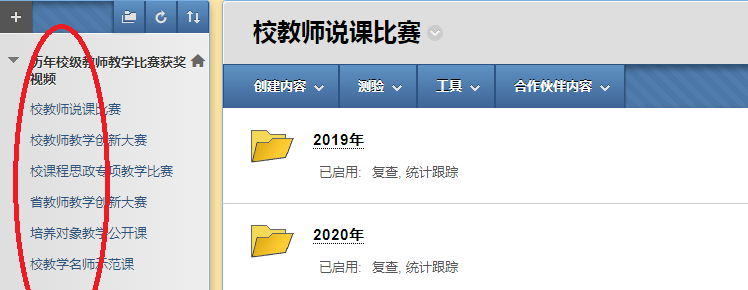 历年校级教师教学比赛获奖
视频
校教师说课比赛
校教师教学创新大赛
校课程思政专项教学比赛
省教师教学创新大赛
培养对象教学公开课
校教学名师示范课
校教师说课比赛
创建内容 测验 工具 合作伙伴内容
2019年
已启用: 复查, 统计跟踪
2020年
已启用: 复查, 统计跟踪